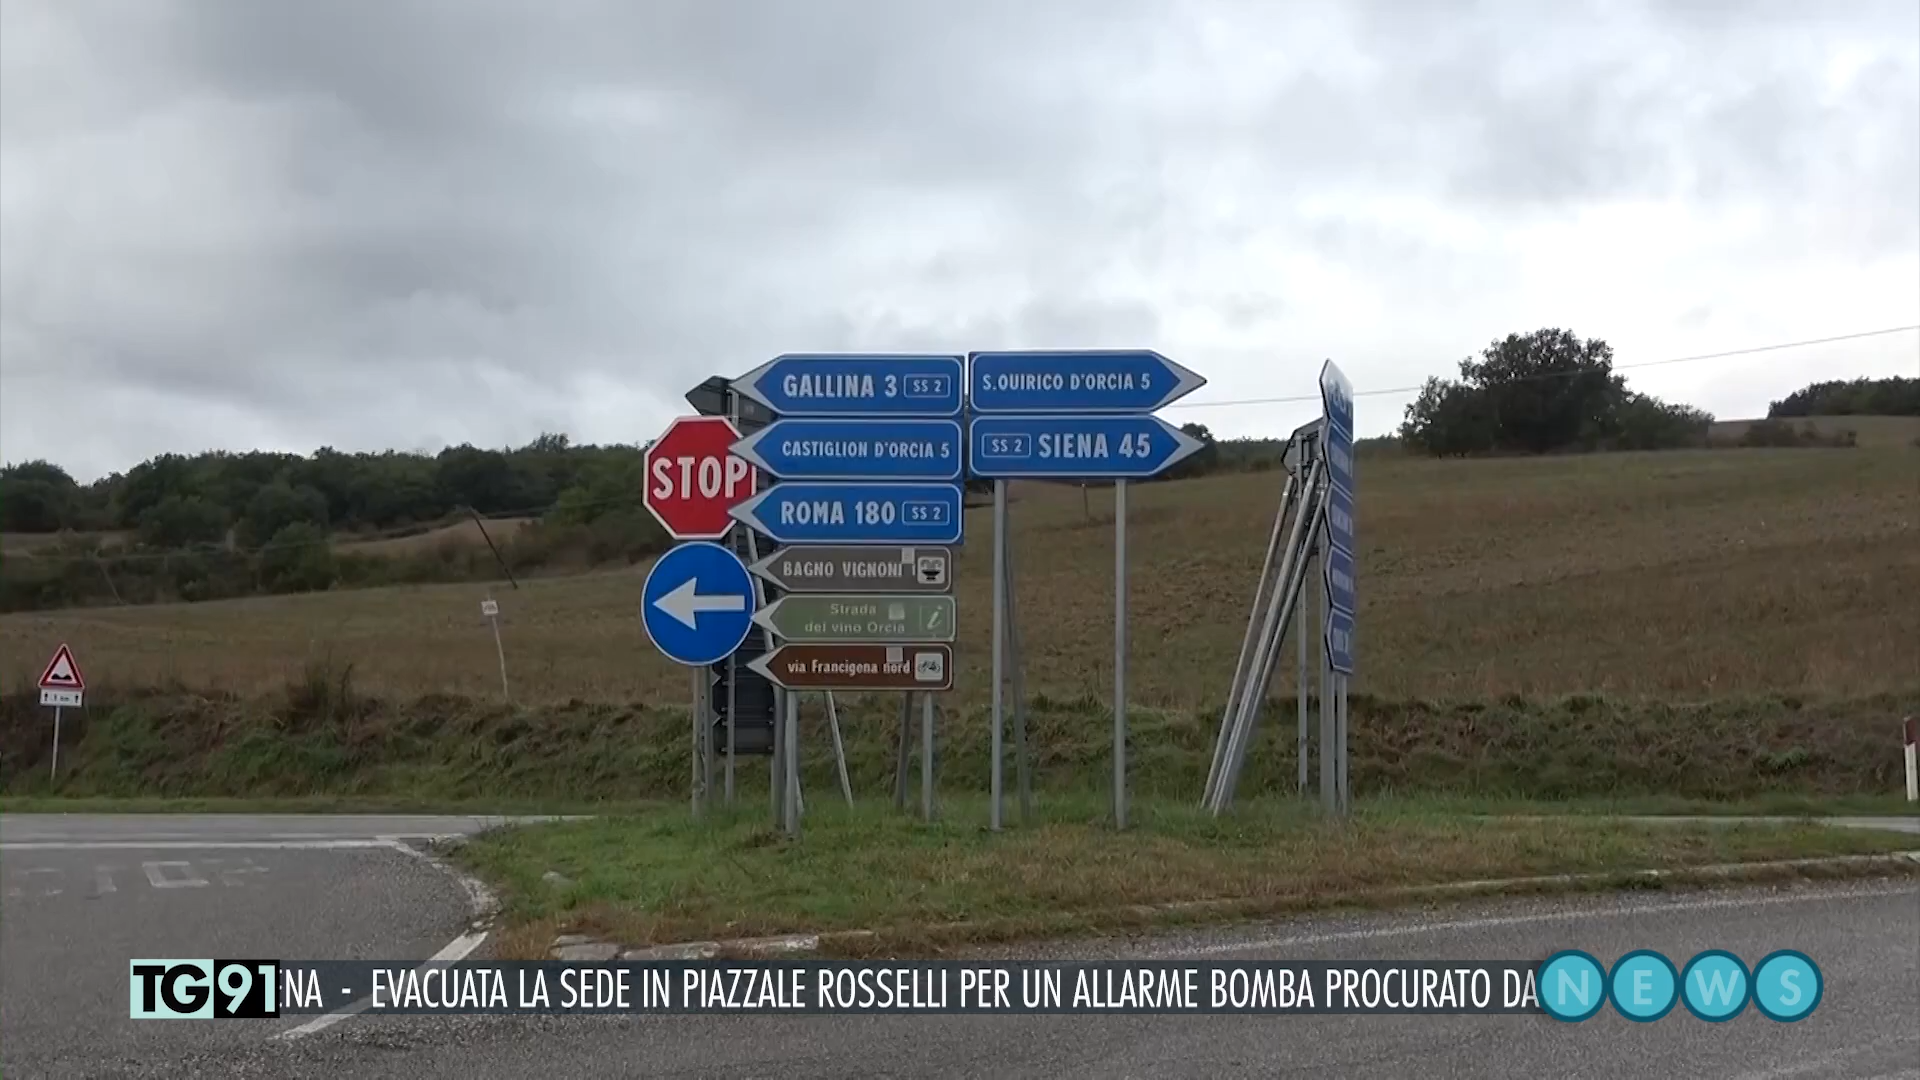 GALLINA 3 SS 2
S.QUIRICO D'ORCIA 5
STOP
CASTIGLION D'ORCIA 5
SS 2 SIENA 45
ROMA 180 SS 2
BAGNO VIGNONI
Strada
del vino Orcia
i
via Francigena nord
TG91
ENA - EVACUATA LA SEDE IN PIAZZALE ROSSELLI PER UN ALLARME BOMBA PROCURATO DA
NEWS